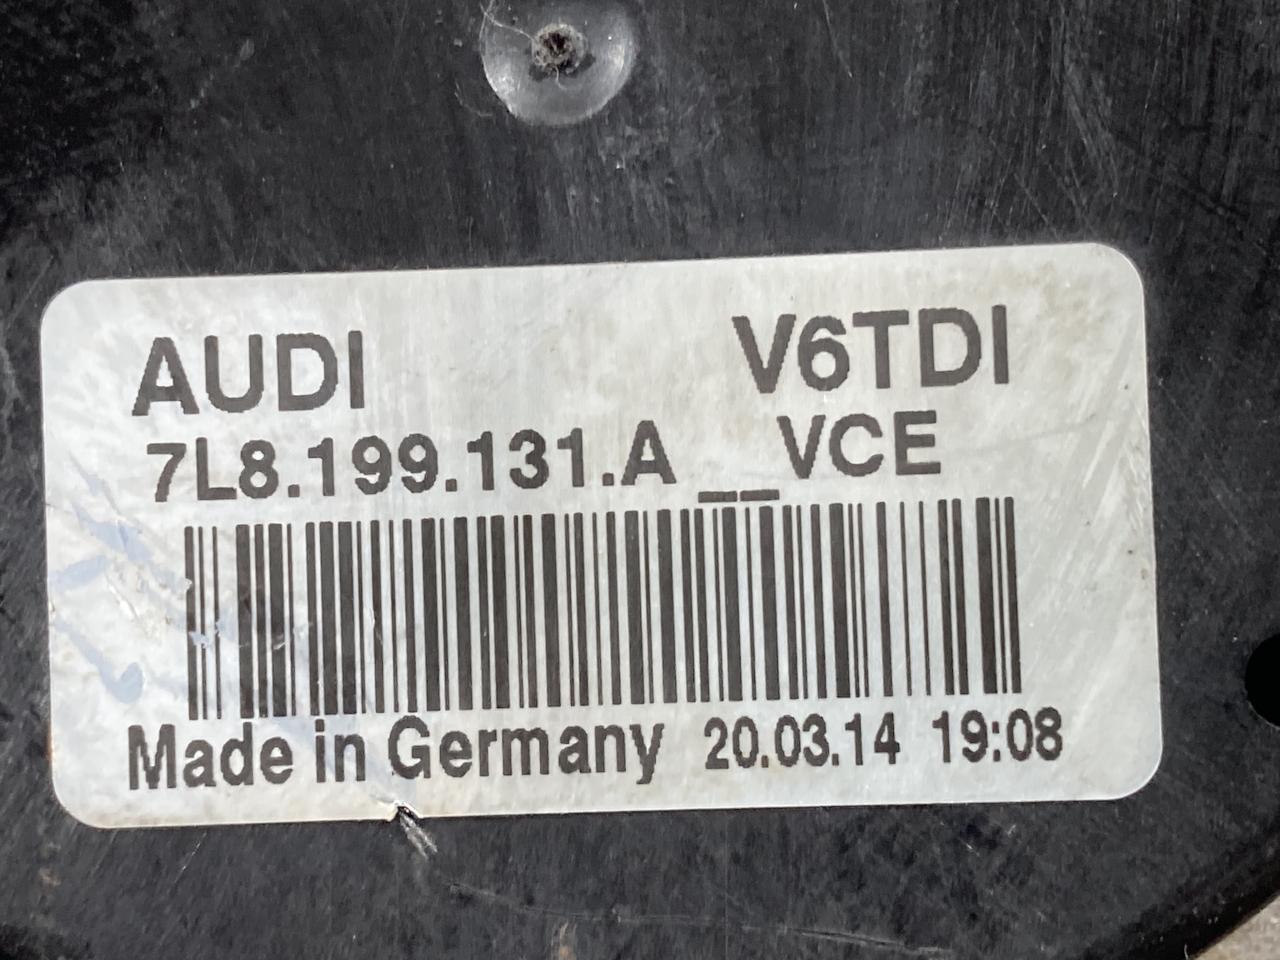 AUDI V6TDI
7L8.199.131.A __VCE
Made in Germany 20.03.14 19:08